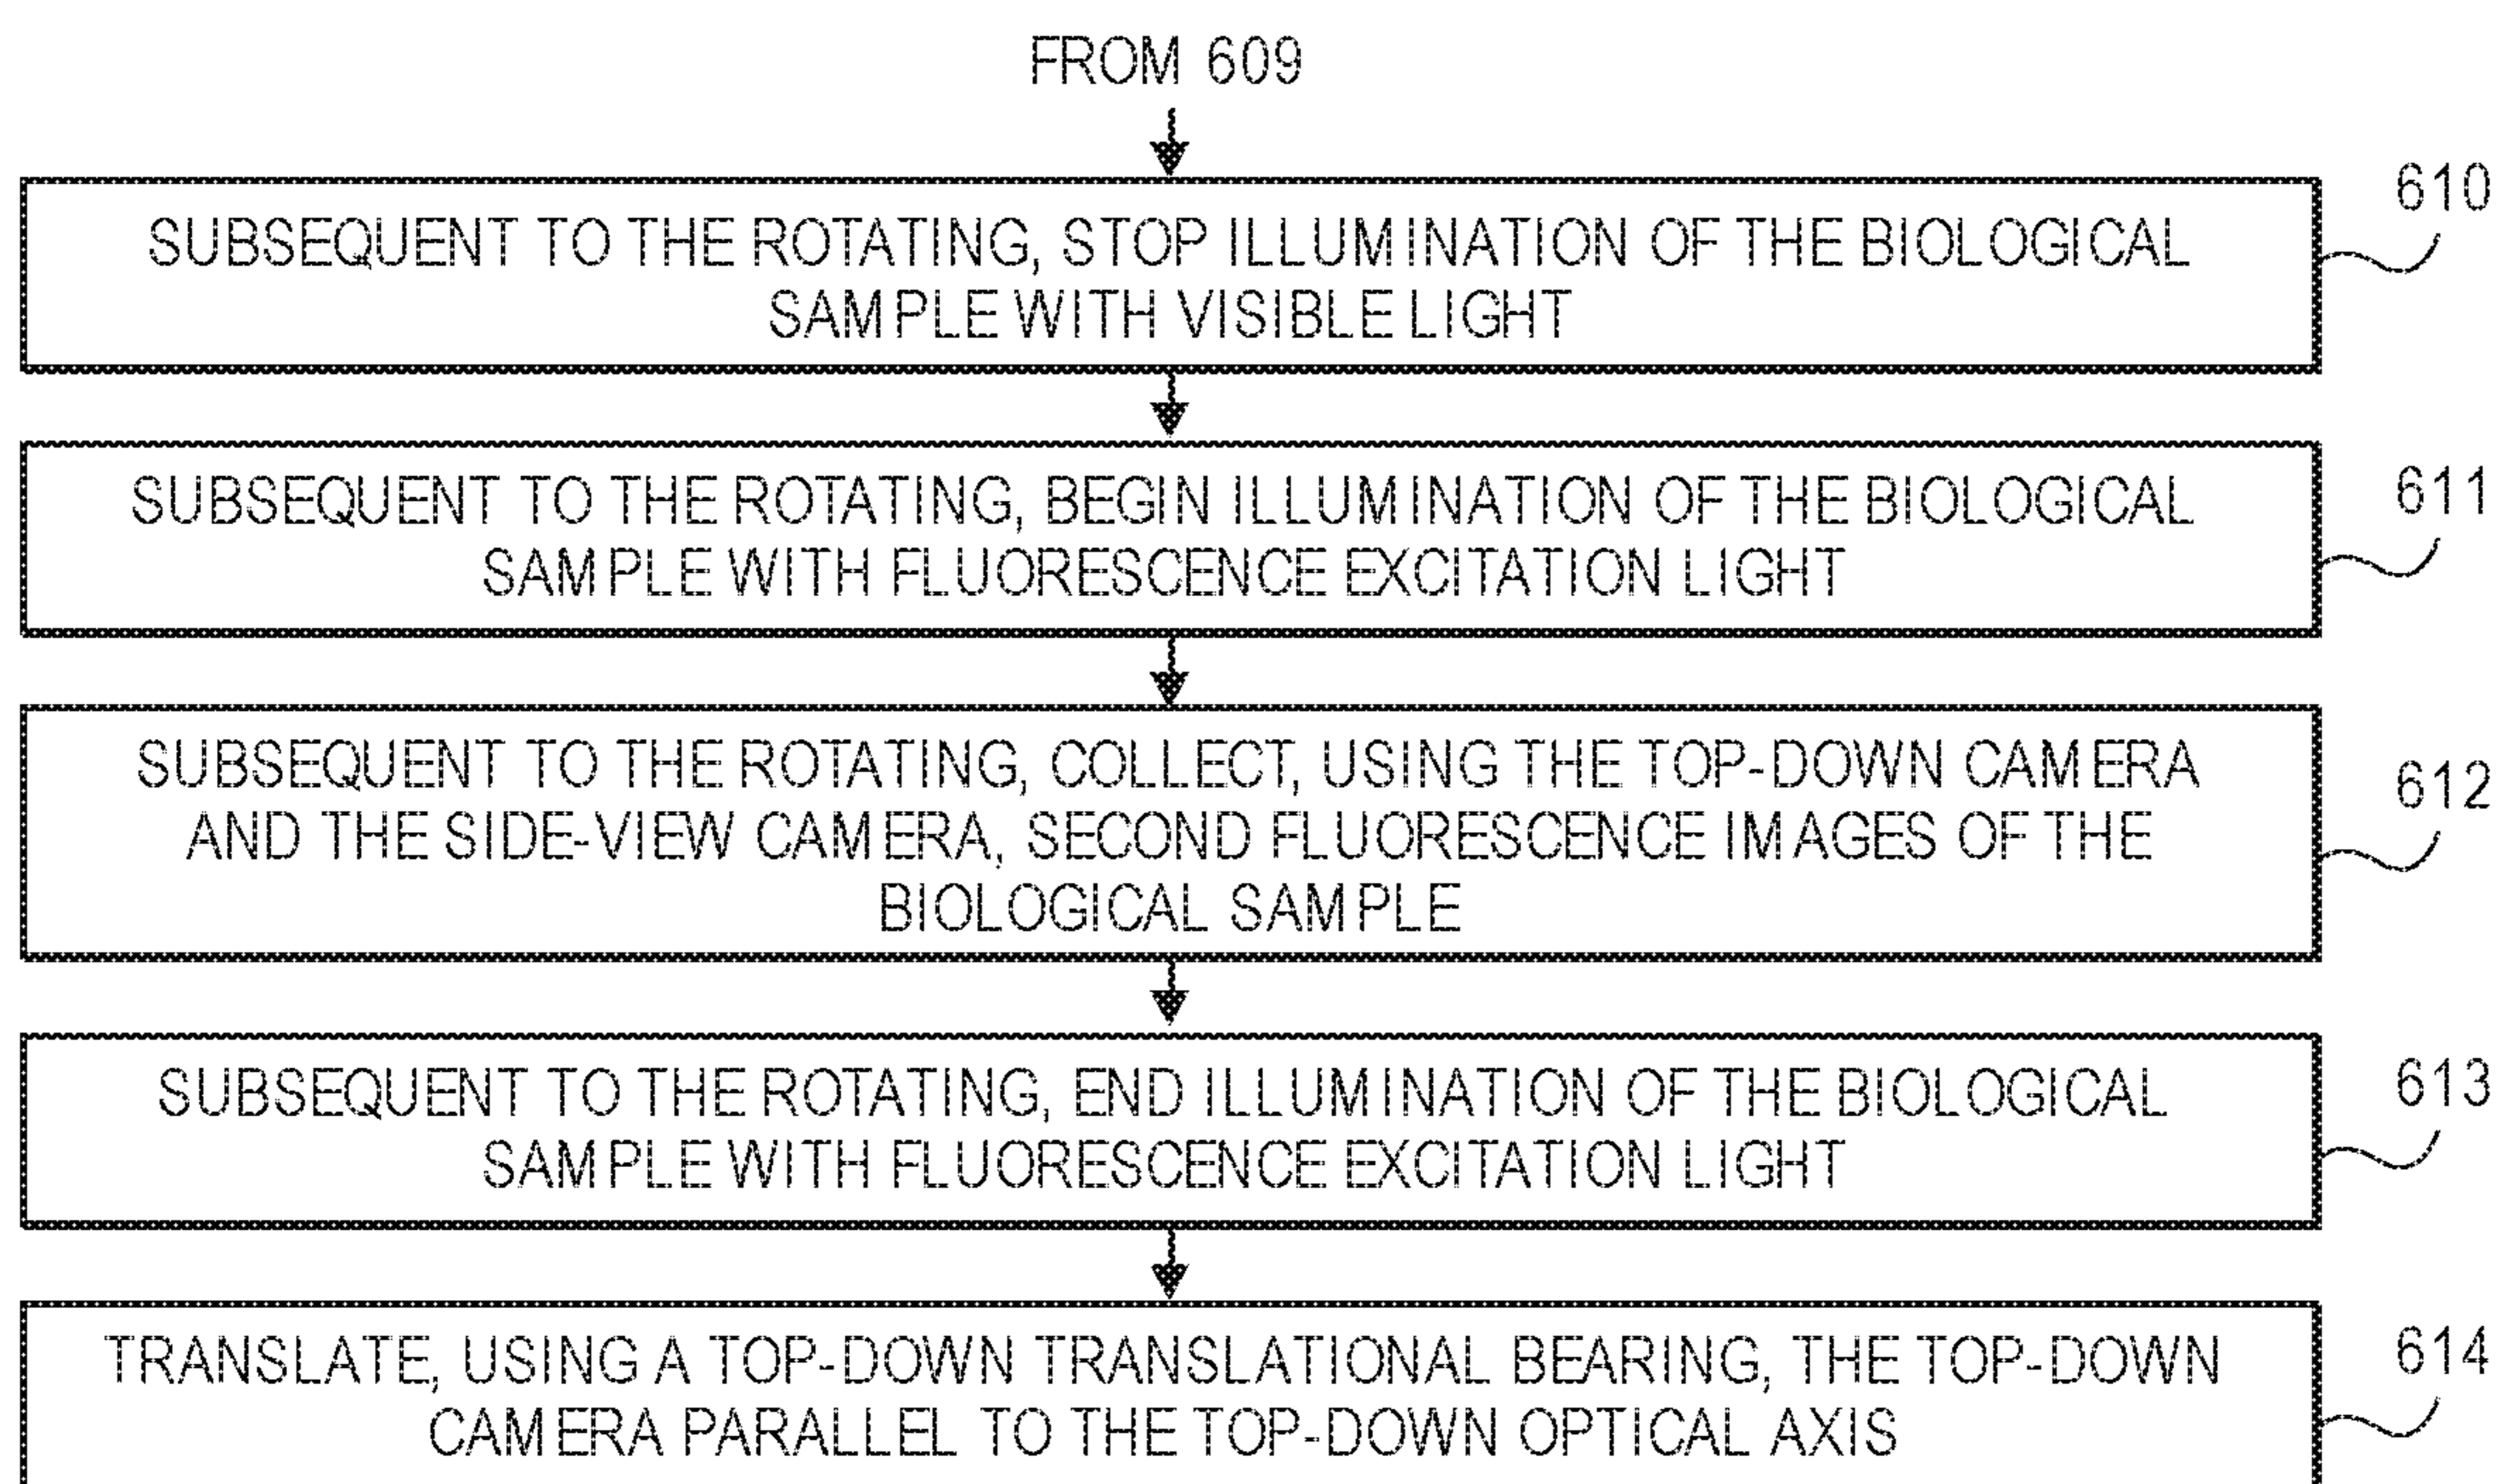 FROM 609
610
SUBSEQUENT TO THE ROTATING, STOP ILLUMINATION OF THE BIOLOGICAL
SAMPLE WITH VISIBLE LIGHT
611
SUBSEQUENT TO THE ROTATING, BEGIN ILLUMINATION OF THE BIOLOGICAL
SAMPLE WITH FLUORESCENCE EXCITATION LIGHT
612
SUBSEQUENT TO THE ROTATING, COLLECT, USING THE TOP-DOWN CAMERA
AND THE SIDE-VIEW CAMERA, SECOND FLUORESCENCE IMAGES OF THE
BIOLOGICAL SAMPLE
613
SUBSEQUENT TO THE ROTATING, END ILLUMINATION OF THE BIOLOGICAL
SAMPLE WITH FLUORESCENCE EXCITATION LIGHT
614
TRANSLATE, USING A TOP-DOWN TRANSLATIONAL BEARING, THE TOP-DOWN
CAMERA PARALLEL TO THE TOP-DOWN OPTICAL AXIS